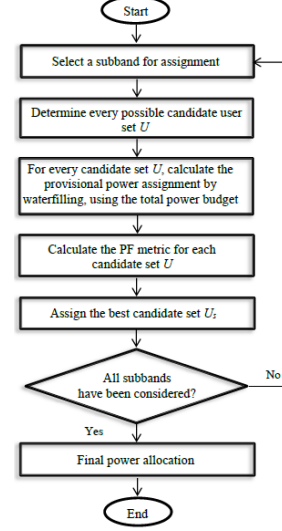 Start
Select a subband for assignment
Determine every possible candidate user
set U
For every candidate set U, calculate the
provisional power assignment by
waterfilling, using the total power budget
Calculate the PF metric for each
candidate set U
Assign the best candidate set Us
All subbands
have been considered?
No
Yes
Final power allocation
End